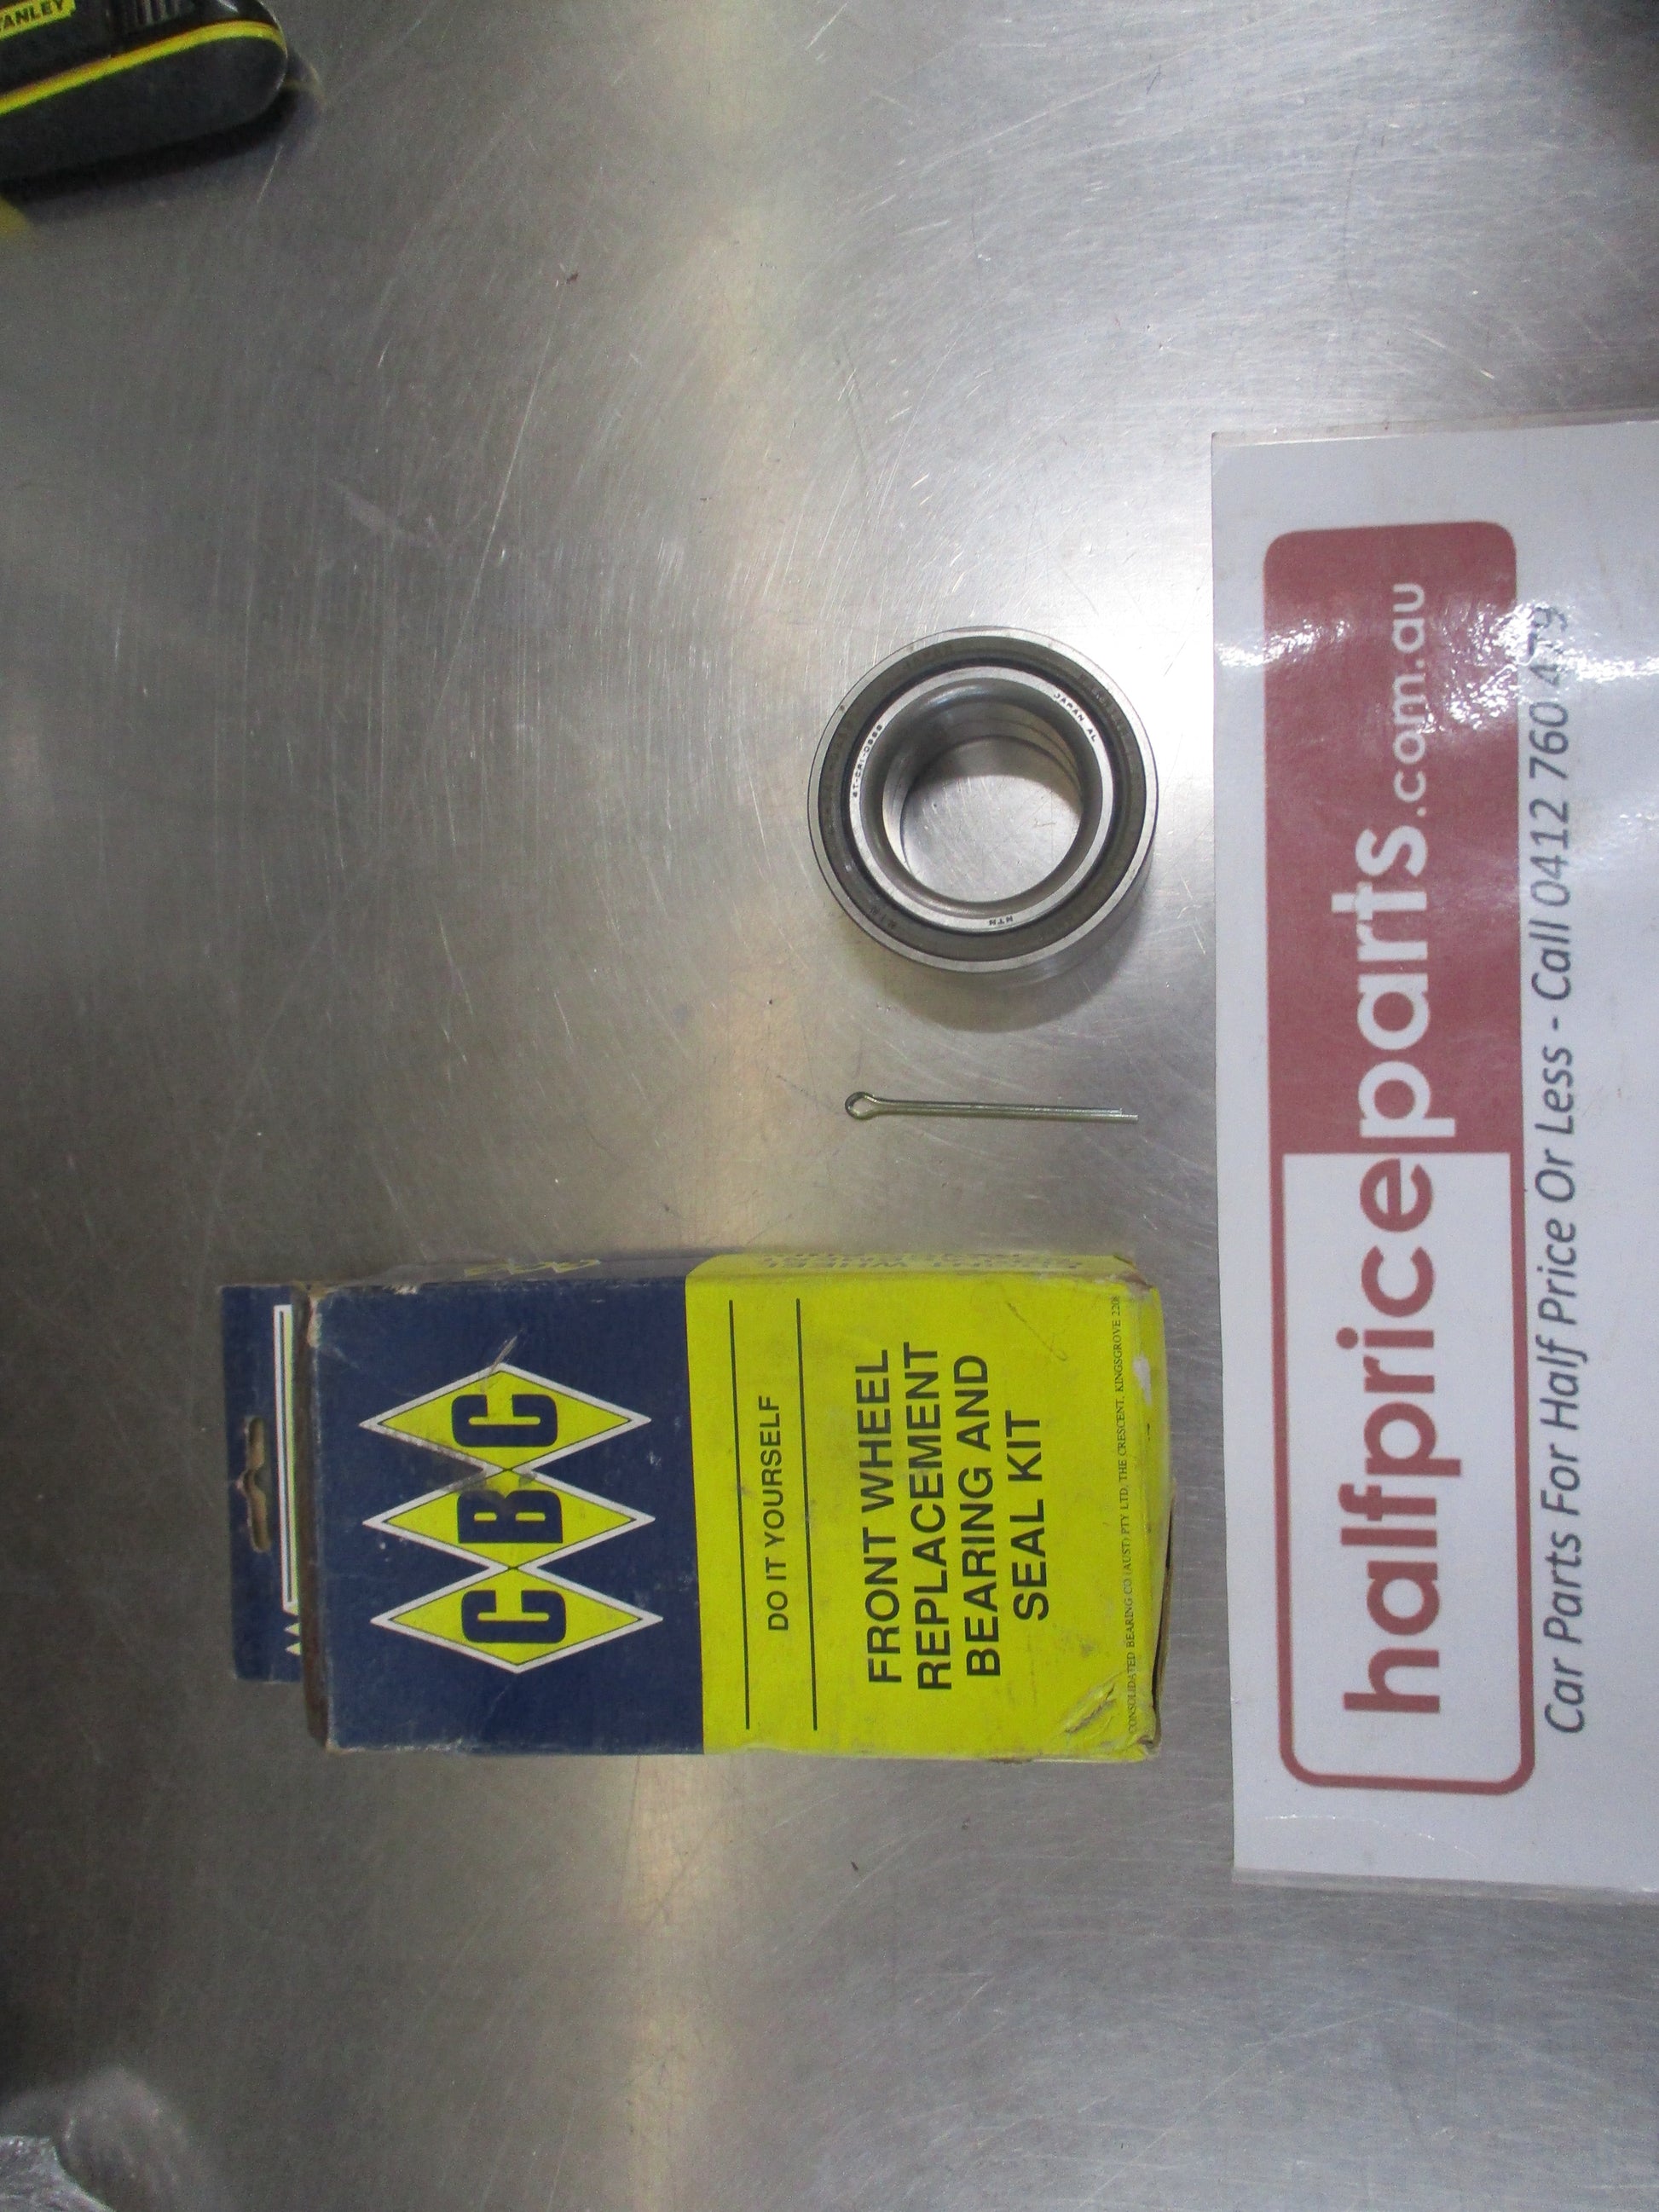 STANLEY
CBC
DO IT YOURSELF
FRONT WHEEL
REPLACEMENT
BEARING AND
SEAL KIT
CONSOLIDATED BEARING CO (AUST) PTY LTD, THE CRESCENT, KINGSGROVE
JAPAN AL
NTN
halfpriceparts.com.au
Car Parts For Half Price Or Less - Call 0412 760 479